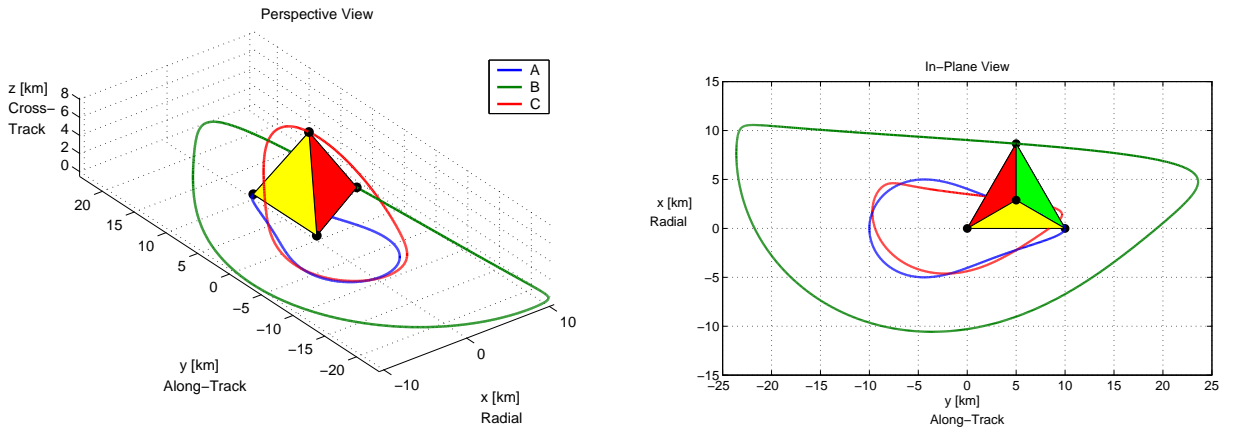 Perspective View
z [km]
Cross−
Track
8
6
4
2
0
20
15
10
5
0
−5
−10
−15
−20
y [km]
Along−Track
−10
0
10
x [km]
Radial
A
B
C
In−Plane View
15
10
5
0
−5
−10
−15
x [km]
Radial
−25 −20 −15 −10 −5 0 5 10 15 20 25
y [km]
Along−Track